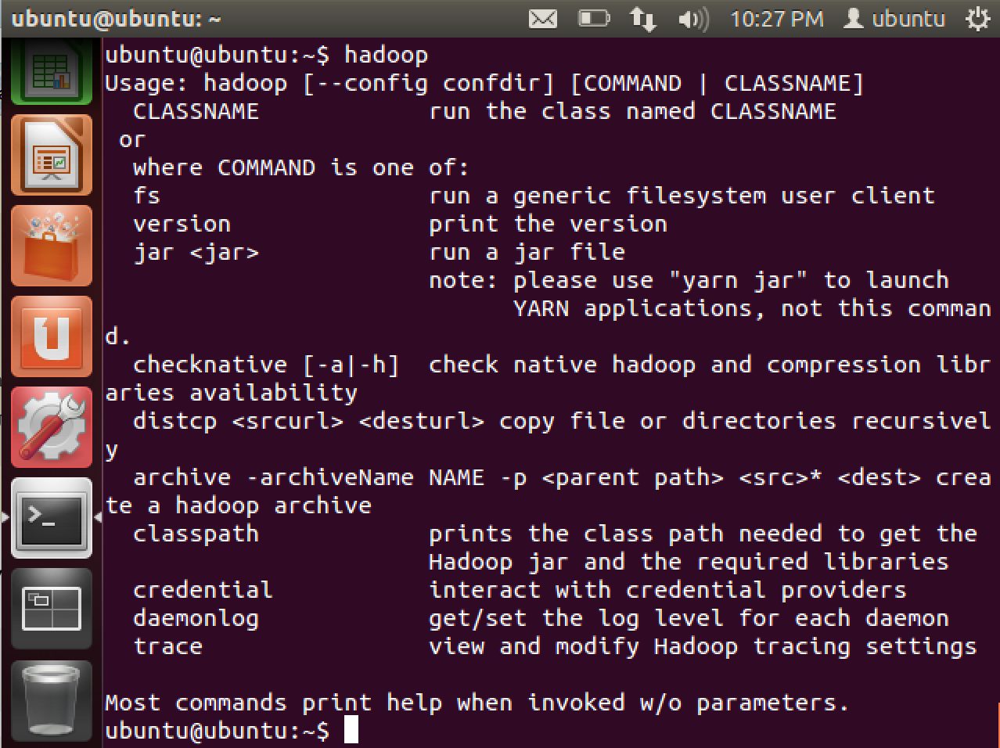 ubuntu@ubuntu: ~
10:27 PM
ubuntu
ubuntu@ubuntu:~$ hadoop
Usage: hadoop [--config confdir] [COMMAND | CLASSNAME]
  CLASSNAME            run the class named CLASSNAME
 or
  where COMMAND is one of:
  fs                   run a generic filesystem user client
  version              print the version
  jar <jar>            run a jar file
                       note: please use "yarn jar" to launch
                             YARN applications, not this comman
d.
  checknative [-a|-h]  check native hadoop and compression libr
aries availability
  distcp <srcurl> <desturl> copy file or directories recursivel
y
  archive -archiveName NAME -p <parent path> <src>* <dest> crea
te a hadoop archive
  classpath            prints the class path needed to get the
                       Hadoop jar and the required libraries
  credential           interact with credential providers
  daemonlog            get/set the log level for each daemon
  trace                view and modify Hadoop tracing settings

Most commands print help when invoked w/o parameters.
ubuntu@ubuntu:~$